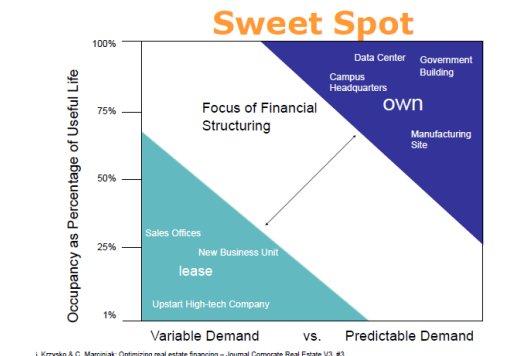 Sweet Spot
Occupancy as Percentage of Useful Life
100%
75%
50%
25%
1%
Data Center
Government
Building
Campus
Headquarters
own
Manufacturing
Site
Focus of Financial
Structuring
Sales Offices
New Business Unit
lease
Upstart High-tech Company
Variable Demand vs. Predictable Demand
Krzysko & C. Marciniak: Optimizing real estate financing – Journal Corporate Real Estate V3, #3